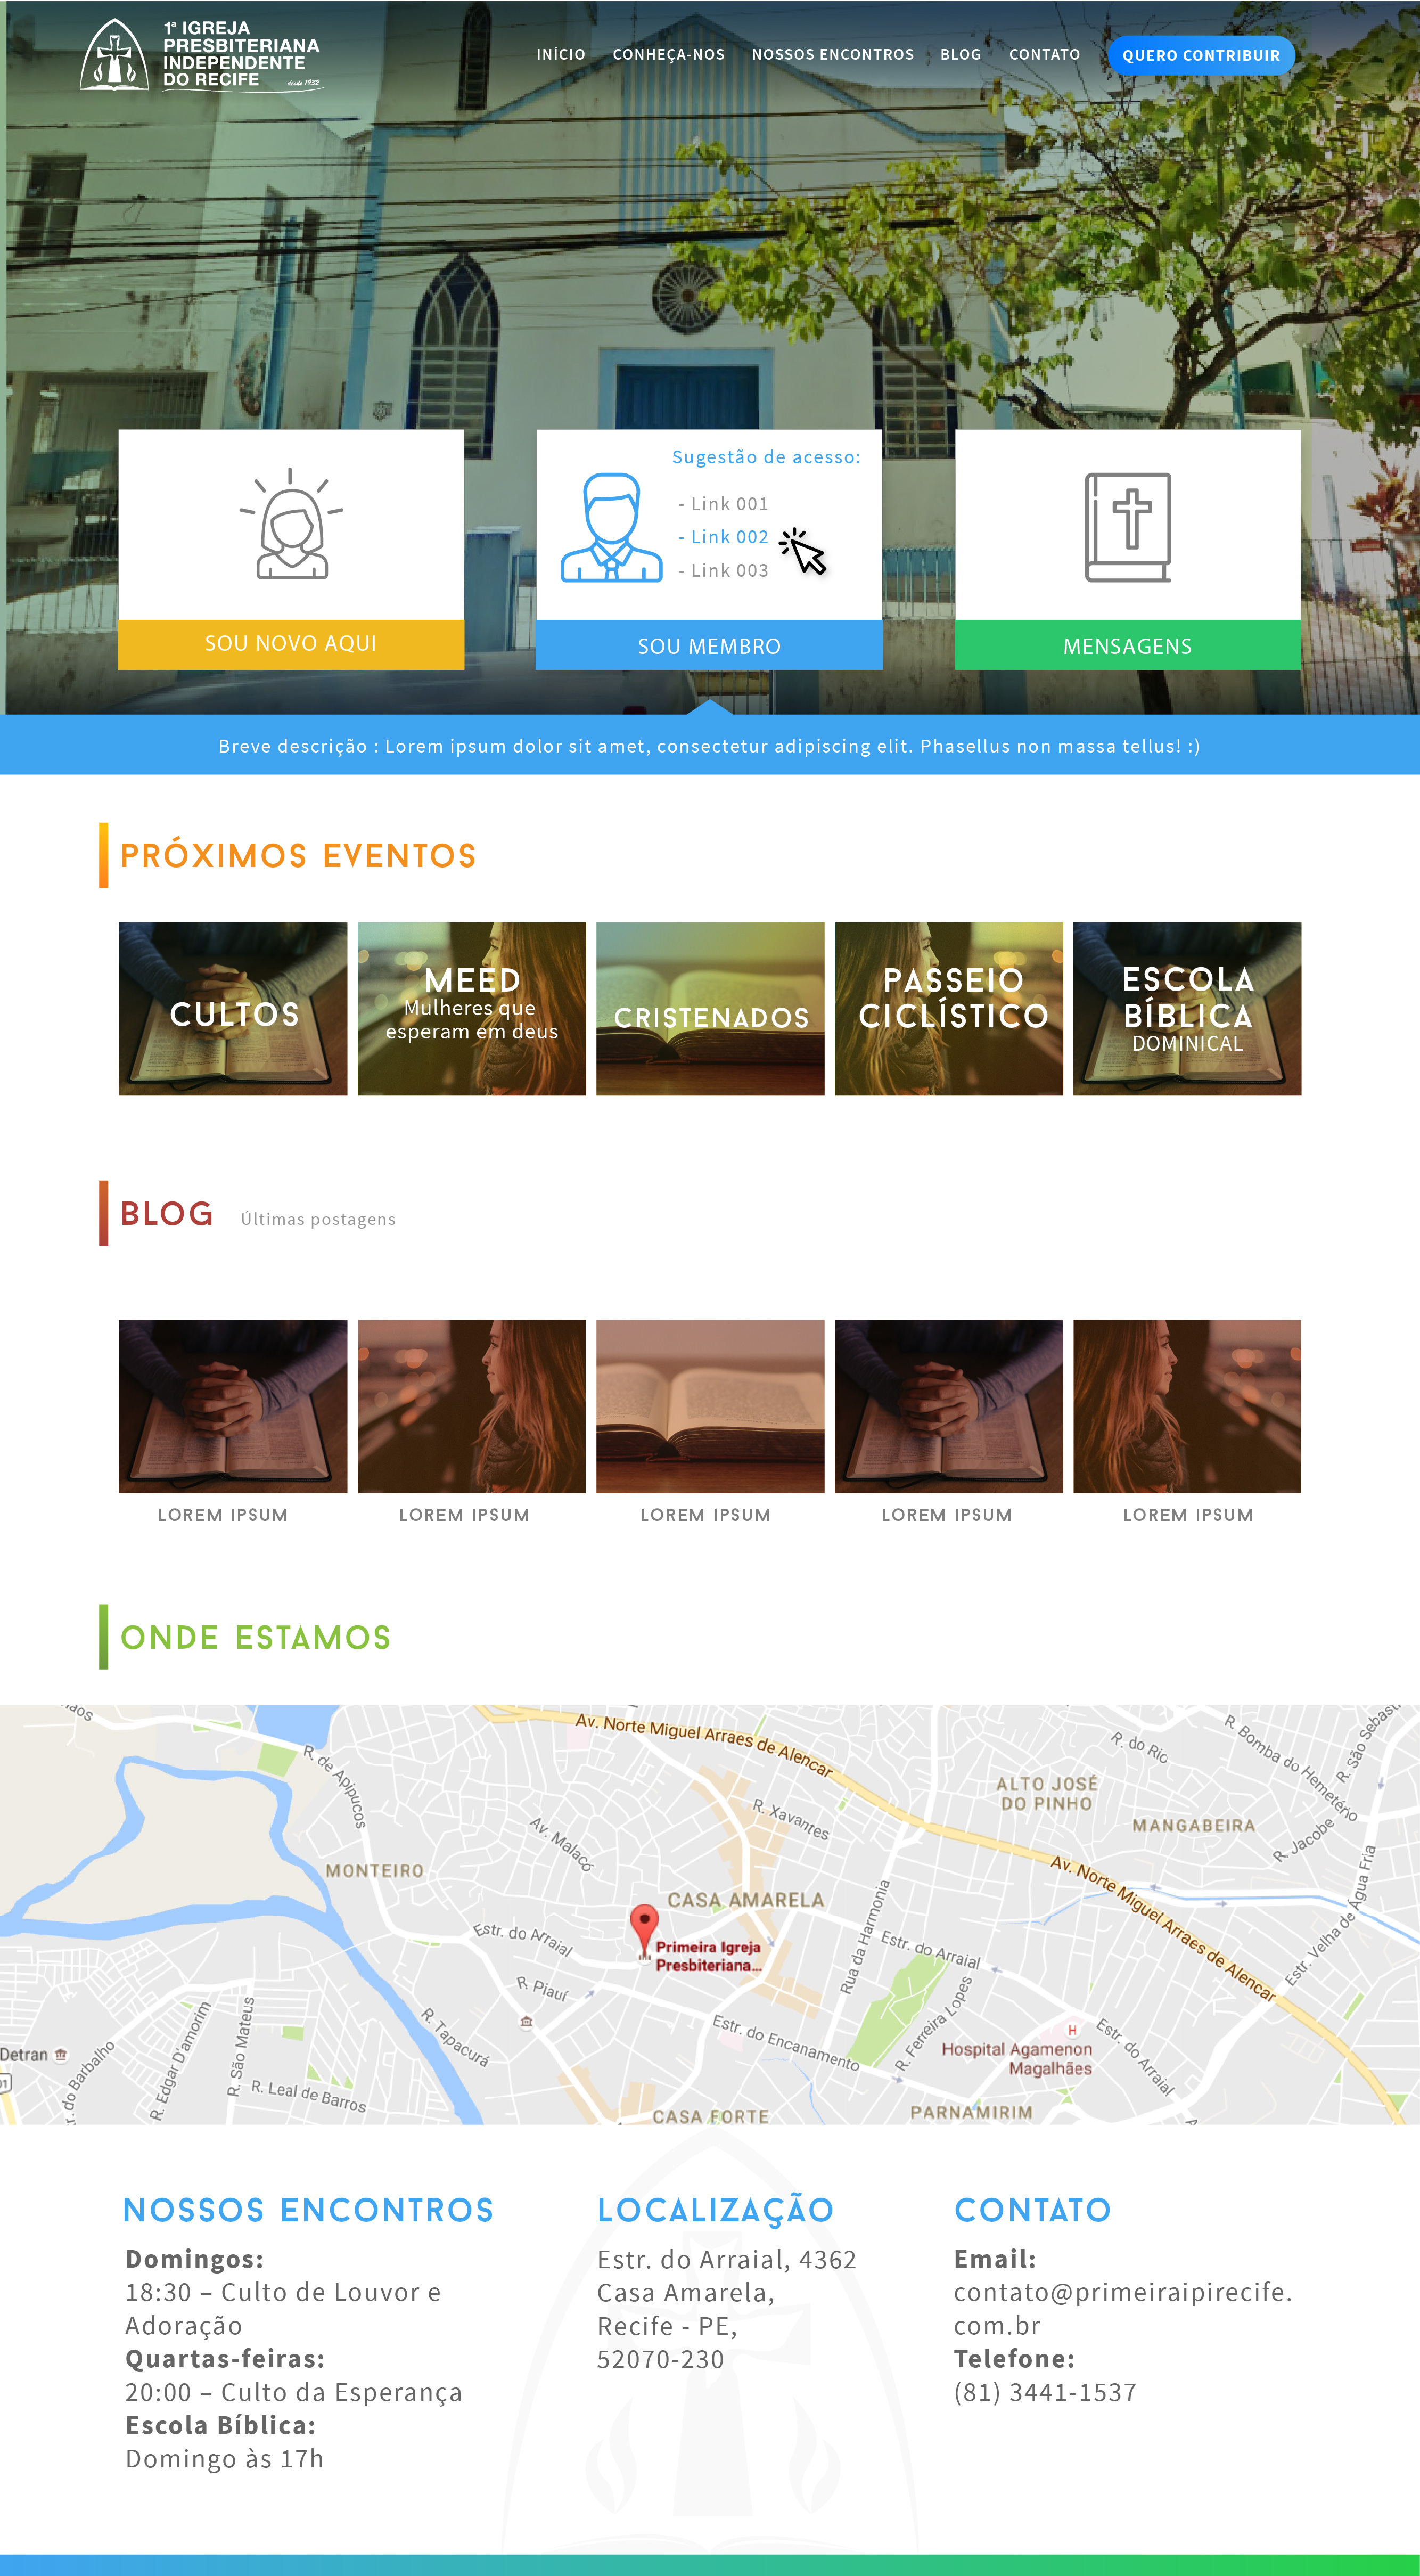 1ª IGREJA
PRESBITERIANA
INDEPENDENTE
DO RECIFE
desde 1932
INÍCIO CONHEÇA-NOS NOSSOS ENCONTROS BLOG CONTATO QUERO CONTRIBUIR
Sugestão de acesso:
- Link 001
- Link 002
- Link 003
SOU NOVO AQUI
SOU MEMBRO
MENSAGENS
Breve descrição : Lorem ipsum dolor sit amet, consectetur adipiscing elit. Phasellus non massa tellus! :)
PRÓXIMOS EVENTOS
CULTOS
MEED
Mulheres que
esperam em deus
CRISTENADOS
PASSEIO
CICLÍSTICO
ESCOLA
BÍBLICA
DOMINICAL
BLOG Últimas postagens
LOREM IPSUM LOREM IPSUM LOREM IPSUM LOREM IPSUM LOREM IPSUM
ONDE ESTAMOS
Av. Norte Miguel Arraes de Alencar
R. do Rio
R. Bomba do Hemetério
R. de Apipucos
ALTO JOSÉ
DO PINHO
R. Xavantes
MANGABEIRA
R. Jacobe
Av. Malacó
MONTEIRO
Av. Norte Miguel Arraes de Alencar
CASA AMARELA
Rua da Harmonia
Estr. Velha de Água Fria
Estr. do Arraial
Primeira Igreja
Presbiteriana...
Estr. do Arraial
R. Piauí
R. Ferreira Lopes
R. Tapacurá
Estr. do Encanamento
H
Hospital Agamenon
Magalhães
Estr. do Arraial
Detran
R. Edgar D'amorim
R. São Mateus
R. Leal de Barros
CASA FORTE
PARNAMIRIM
NOSSOS ENCONTROS
Domingos:
18:30 – Culto de Louvor e
Adoração
Quartas-feiras:
20:00 – Culto da Esperança
Escola Bíblica:
Domingo às 17h
LOCALIZAÇÃO
Estr. do Arraial, 4362
Casa Amarela,
Recife - PE,
52070-230
CONTATO
Email:
contato@primeiraipirecife.
com.br
Telefone:
(81) 3441-1537